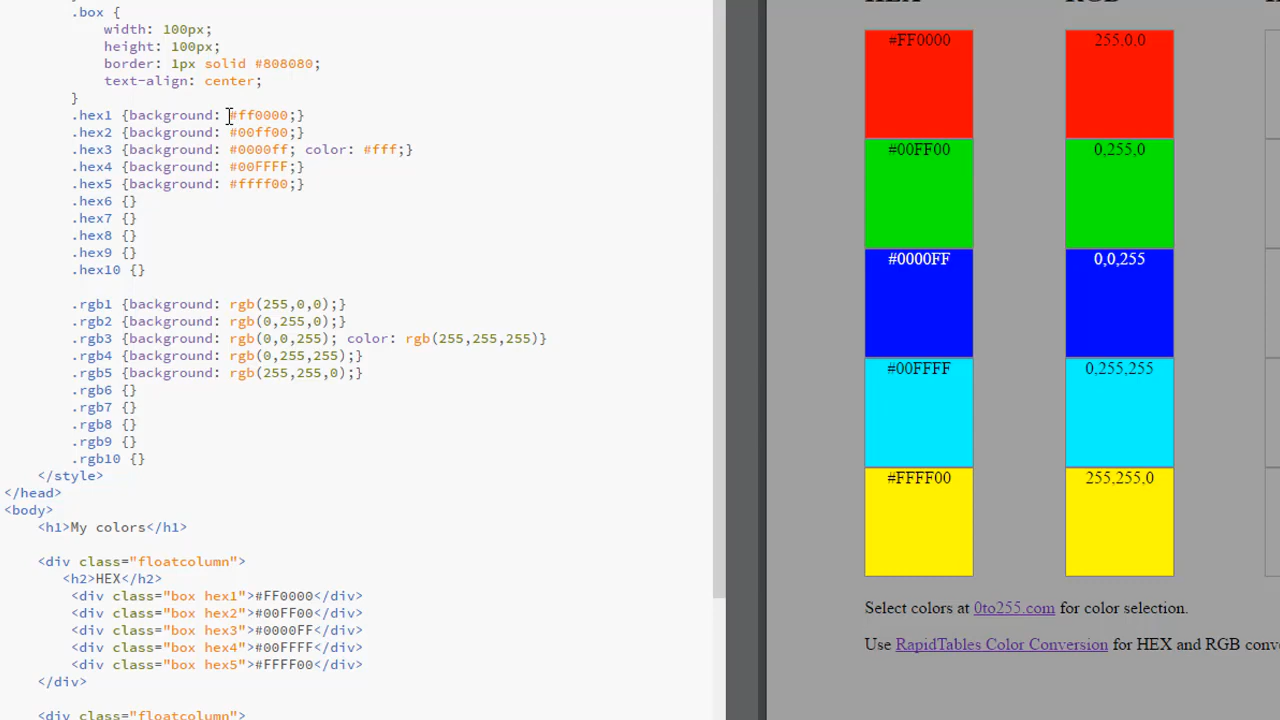 .box {
width: 100px;
height: 100px;
border: 1px solid #808080;
text-align: center;
}
.hex1 {background: #ff0000;}
.hex2 {background: #00ff00;}
.hex3 {background: #0000ff; color: #fff;}
.hex4 {background: #00FFFF;}
.hex5 {background: #ffff00;}
.hex6 {}
.hex7 {}
.hex8 {}
.hex9 {}
.hex10 {}
.rgb1 {background: rgb(255,0,0);}
.rgb2 {background: rgb(0,255,0);}
.rgb3 {background: rgb(0,0,255); color: rgb(255,255,255)}
.rgb4 {background: rgb(0,255,255);}
.rgb5 {background: rgb(255,255,0);}
.rgb6 {}
.rgb7 {}
.rgb8 {}
.rgb9 {}
.rgb10 {}
</style>
</head>
<body>
<h1>My colors</h1>
<div class="floatcolumn">
<h2>HEX</h2>
<div class="box hex1">#FF0000</div>
<div class="box hex2">#00FF00</div>
<div class="box hex3">#0000FF</div>
<div class="box hex4">#00FFFF</div>
<div class="box hex5">#FFFF00</div>
</div>
<div class="floatcolumn">
HEX RGB
#FF0000 255,0,0
#00FF00 0,255,0
#0000FF 0,0,255
#00FFFF 0,255,255
#FFFF00 255,255,0
Select colors at 0to255.com for color selection.
Use RapidTables Color Conversion for HEX and RGB